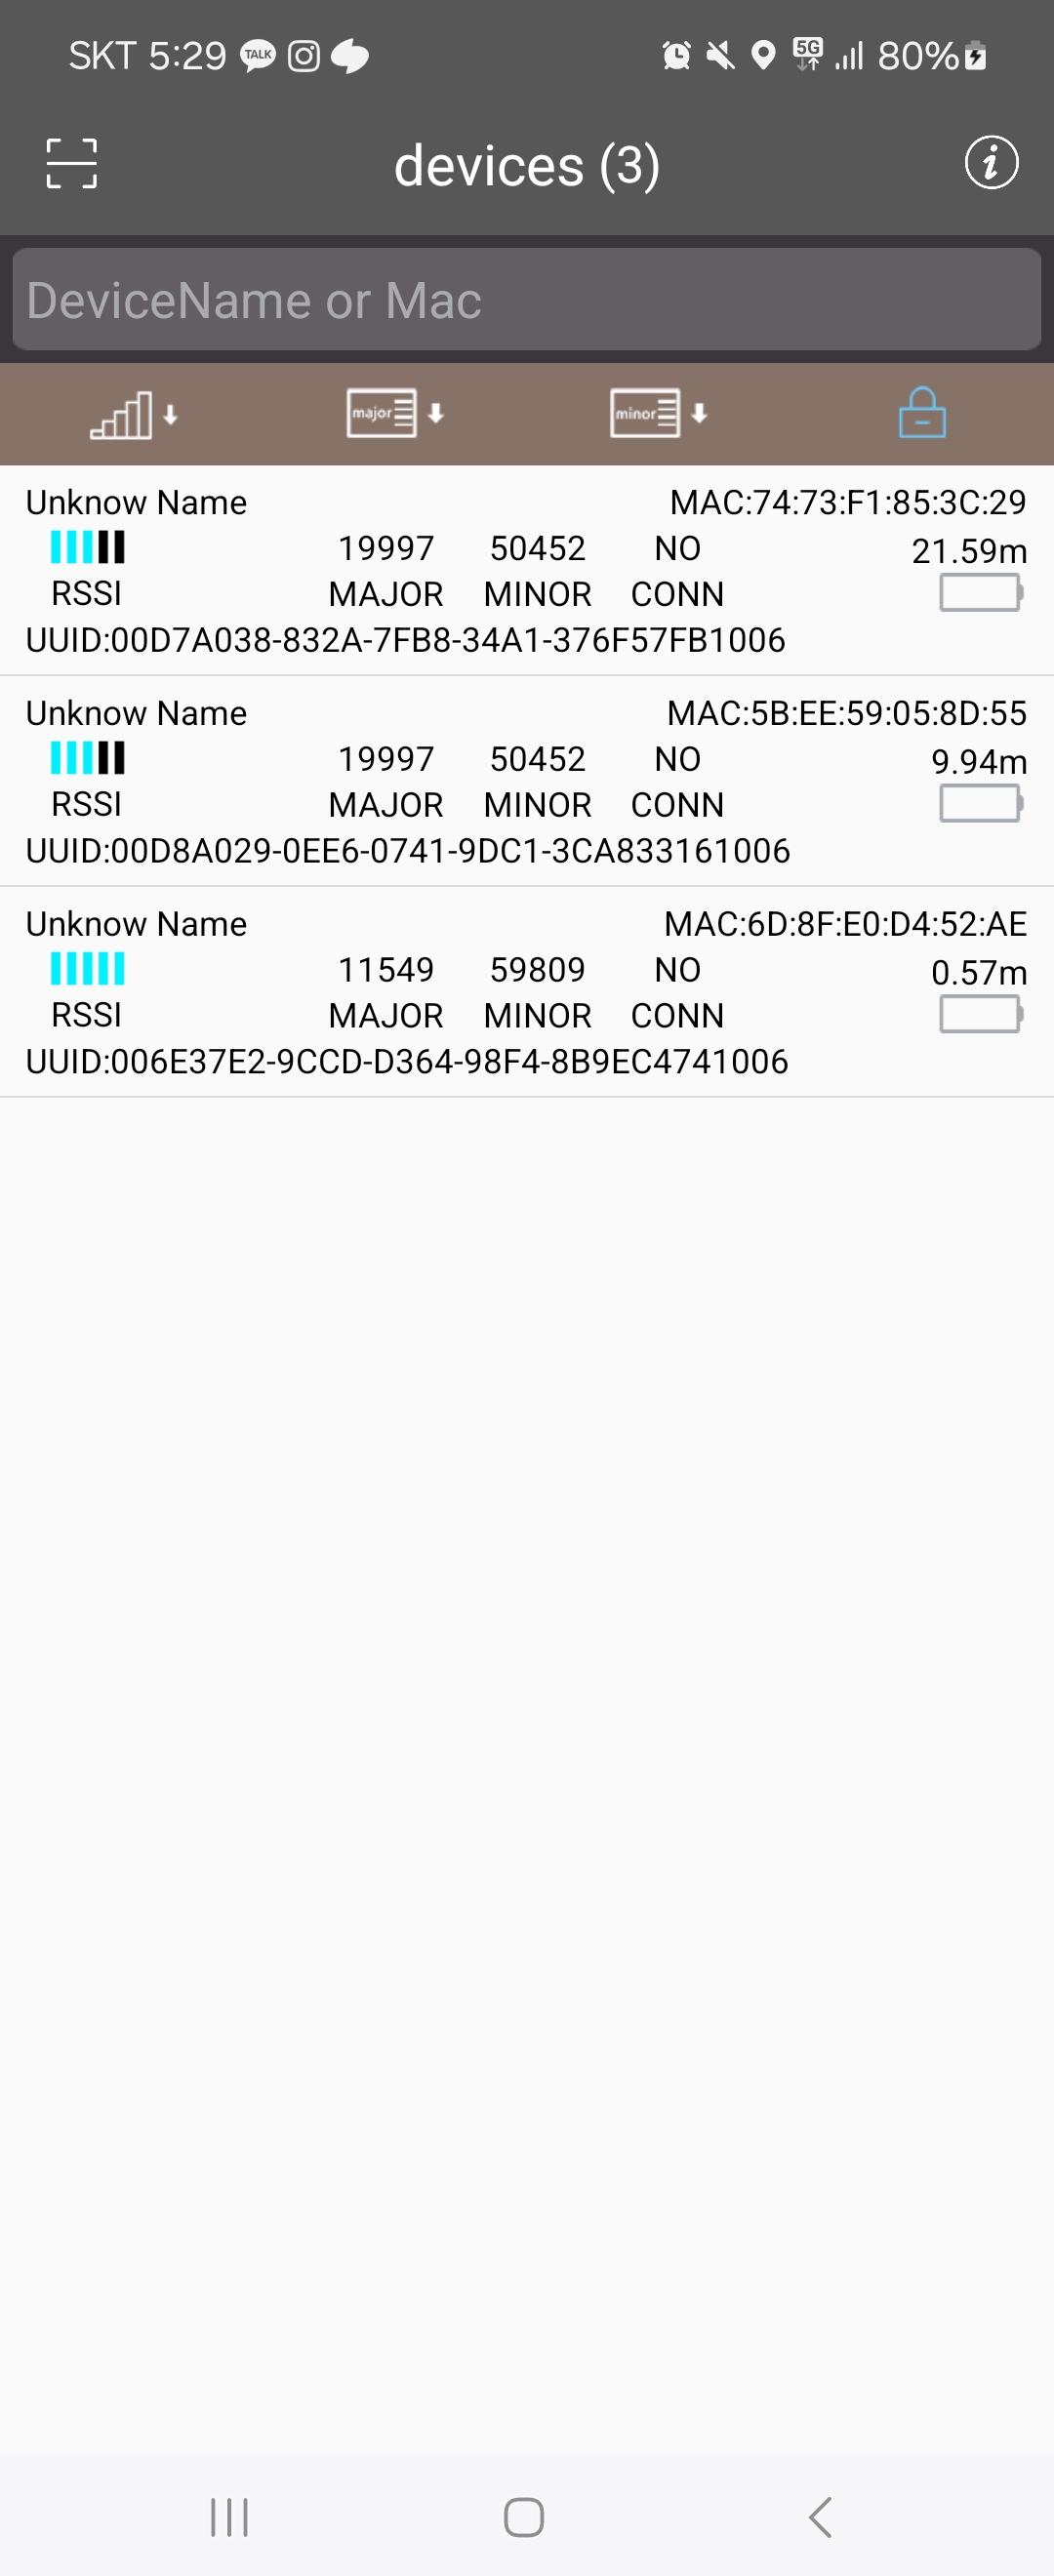 SKT 5:29 TALK 5G 80%
devices (3)
DeviceName or Mac
major minor
Unknow Name MAC:74:73:F1:85:3C:29
19997 50452 NO 21.59m
RSSI MAJOR MINOR CONN
UUID:00D7A038-832A-7FB8-34A1-376F57FB1006
Unknow Name MAC:5B:EE:59:05:8D:55
19997 50452 NO 9.94m
RSSI MAJOR MINOR CONN
UUID:00D8A029-0EE6-0741-9DC1-3CA833161006
Unknow Name MAC:6D:8F:E0:D4:52:AE
11549 59809 NO 0.57m
RSSI MAJOR MINOR CONN
UUID:006E37E2-9CCD-D364-98F4-8B9EC4741006